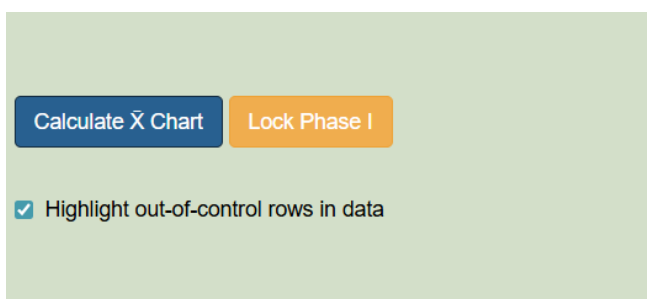 Calculate X̄ Chart Lock Phase I
Highlight out-of-control rows in data